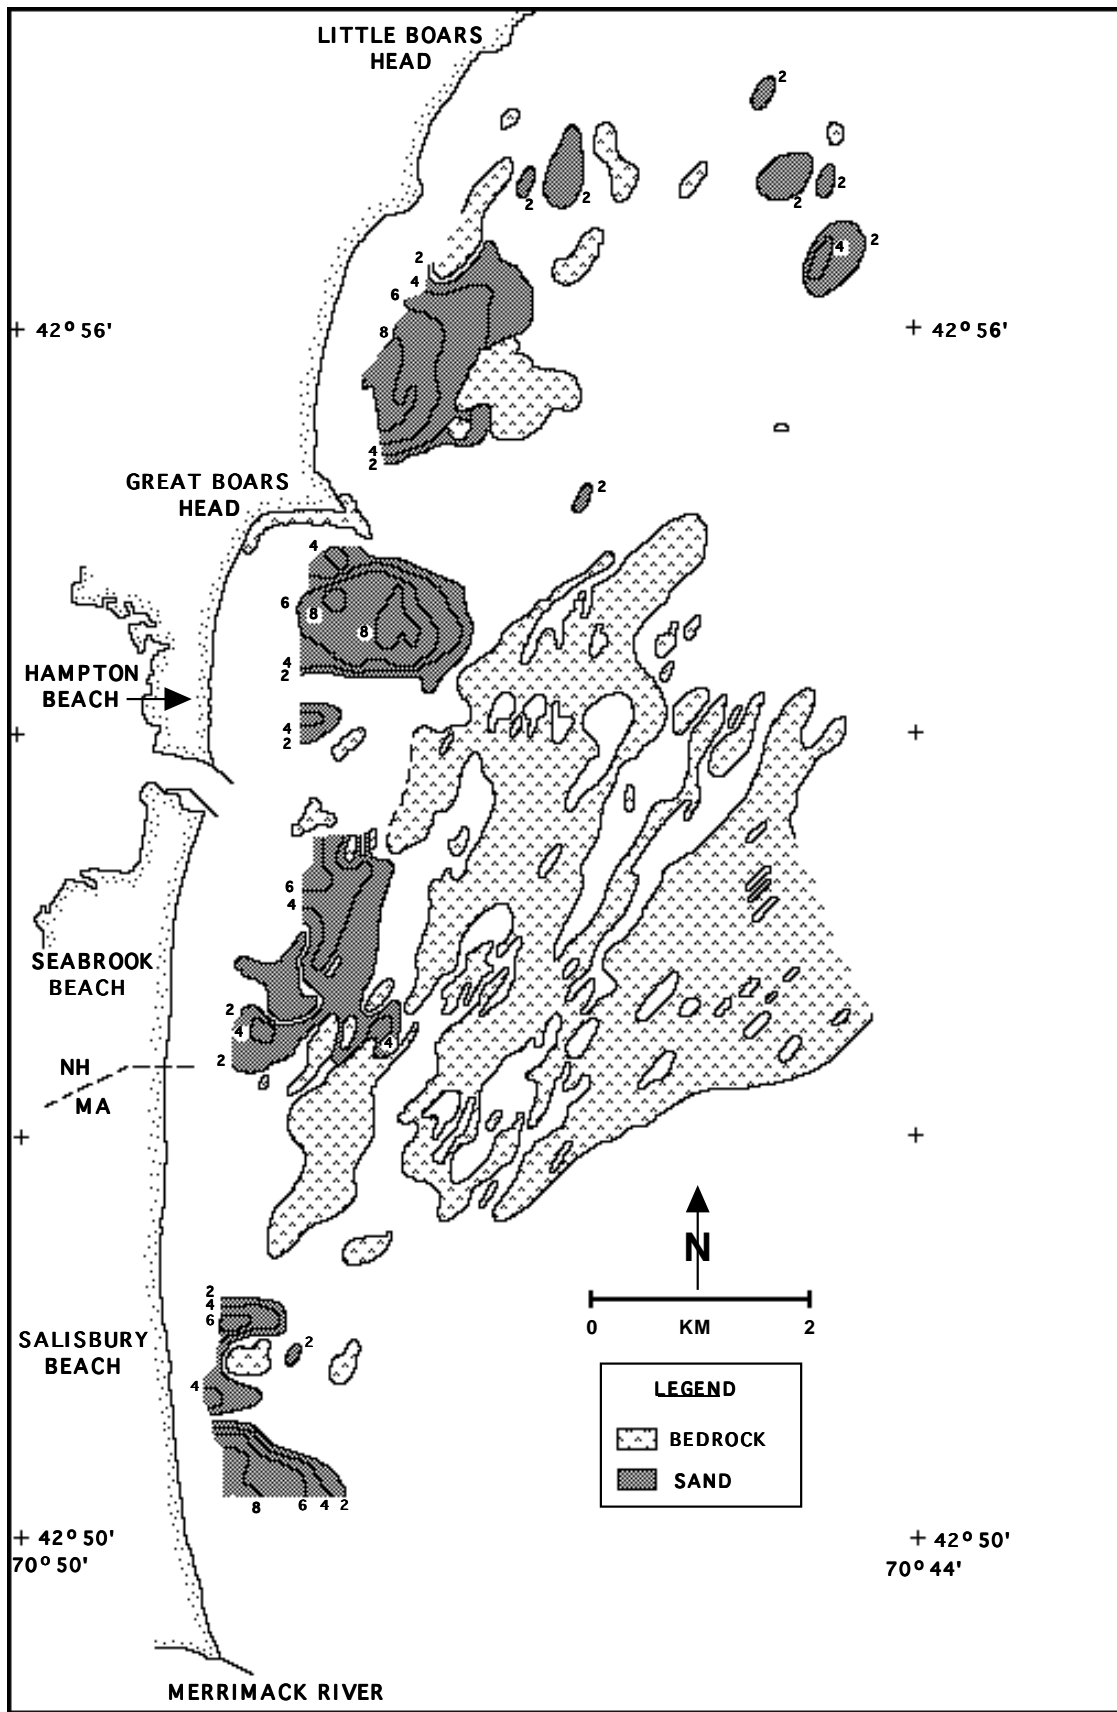 LITTLE BOARS
HEAD
2
2
2
2
2
2
4
2
2
4
6
8
42° 56'
42° 56'
4
2
GREAT BOARS
HEAD
2
4
6
8
8
4
2
HAMPTON
BEACH
4
2
6
4
SEABROOK
BEACH
2
4
4
2
NH
MA
N
0 KM 2
2
4
6
SALISBURY
BEACH
2
4
LEGEND
BEDROCK
SAND
8 6 4 2
42° 50'
70° 50'
42° 50'
70° 44'
MERRIMACK RIVER